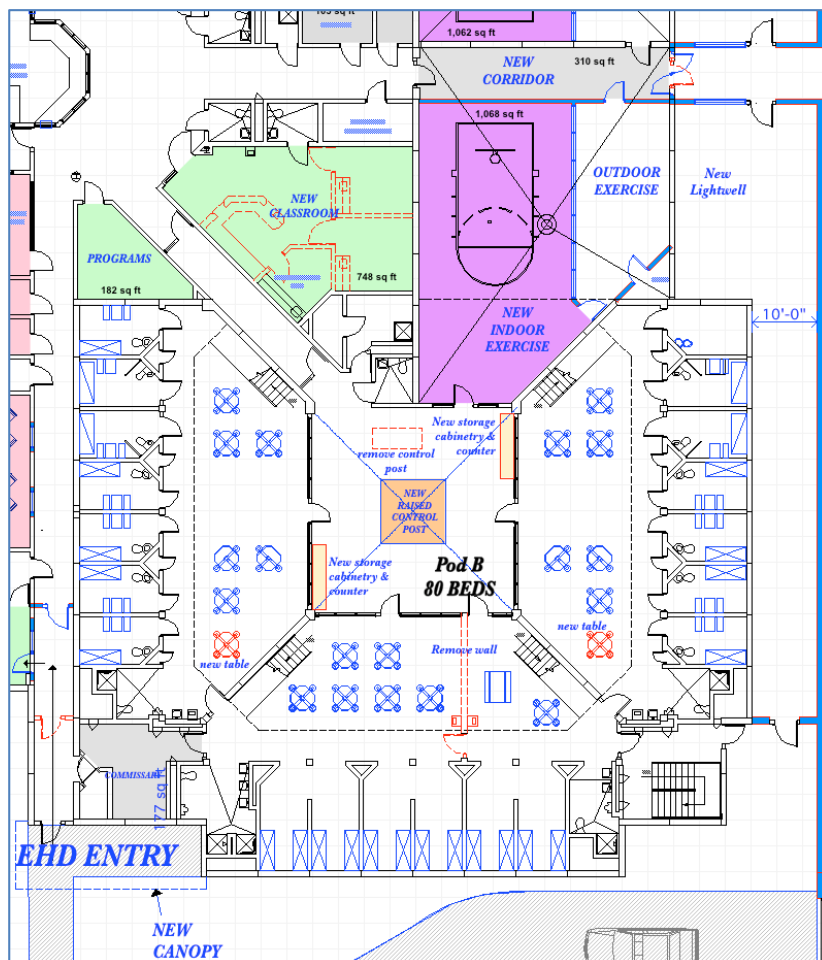 1,062 sq ft
NEW
CORRIDOR
310 sq ft
1,068 sq ft
OUTDOOR
EXERCISE
New
Lightwell
NEW
CLASSROOM
PROGRAMS
748 sq ft
182 sq ft
10'-0"
NEW
INDOOR
EXERCISE
New storage
cabinetry &
counter
remove control
post
NEW
RAISED
CONTROL
POST
New storage
cabinetry &
counter
Pod B
80 BEDS
new table
Remove wall
new table
COMMISSARY
177 sq ft
EHD ENTRY
NEW
CANOPY